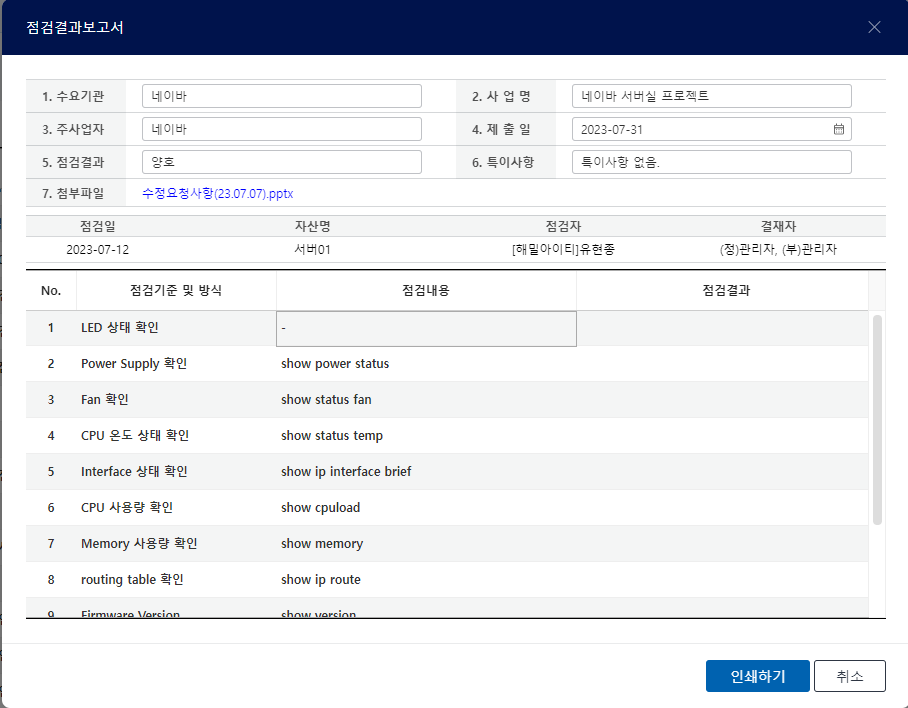 점검결과보고서
1. 수요기관 네이바 2. 사 업 명 네이바 서버실 프로젝트
3. 주사업자 네이바 4. 제 출 일 2023-07-31
5. 점검결과 양호 6. 특이사항 특이사항 없음.
7. 첨부파일 수정요청사항(23.07.07).pptx
점검일 자산명 점검자 결재자
2023-07-12 서버01 [해밀아이티]유현종 (정)관리자, (부)관리자
No. 점검기준 및 방식 점검내용 점검결과
1 LED 상태 확인 -
2 Power Supply 확인 show power status
3 Fan 확인 show status fan
4 CPU 온도 상태 확인 show status temp
5 Interface 상태 확인 show ip interface brief
6 CPU 사용량 확인 show cpuload
7 Memory 사용량 확인 show memory
8 routing table 확인 show ip route
9 Firmware Version show version
인쇄하기 취소